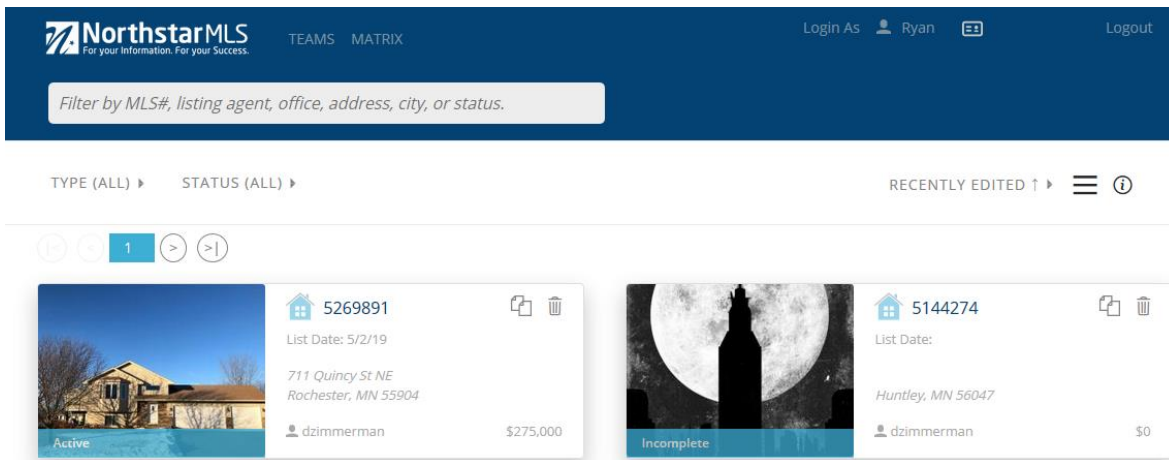 NorthstarMLS
For your Information. For your Success.
TEAMS MATRIX
Login As Ryan Logout
Filter by MLS#, listing agent, office, address, city, or status.
TYPE (ALL) STATUS (ALL) RECENTLY EDITED ↑
|< < 1 > >|
5269891
List Date: 5/2/19
711 Quincy St NE
Rochester, MN 55904
dzimmerman $275,000
Active
5144274
List Date:
Huntley, MN 56047
dzimmerman $0
Incomplete